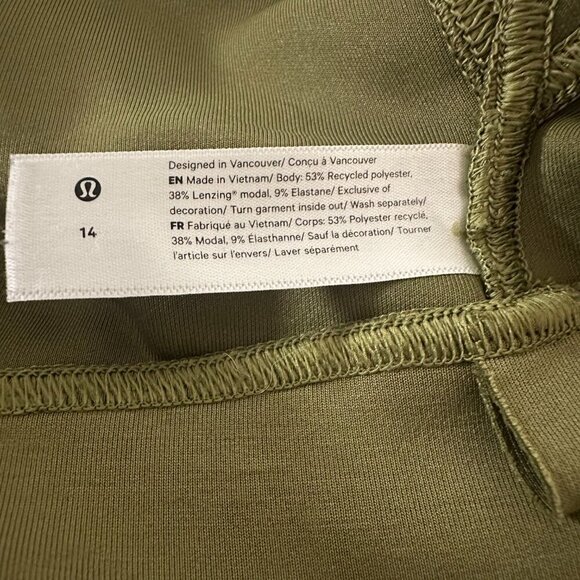 14
Designed in Vancouver/ Conçu à Vancouver
EN Made in Vietnam/ Body: 53% Recycled polyester,
38% Lenzing® modal, 9% Elastane/ Exclusive of
decoration/ Turn garment inside out/ Wash separately/
FR Fabriqué au Vietnam/ Corps: 53% Polyester recyclé,
38% Modal, 9% Élasthanne/ Sauf la décoration/ Tourner
l'article sur l'envers/ Laver séparément